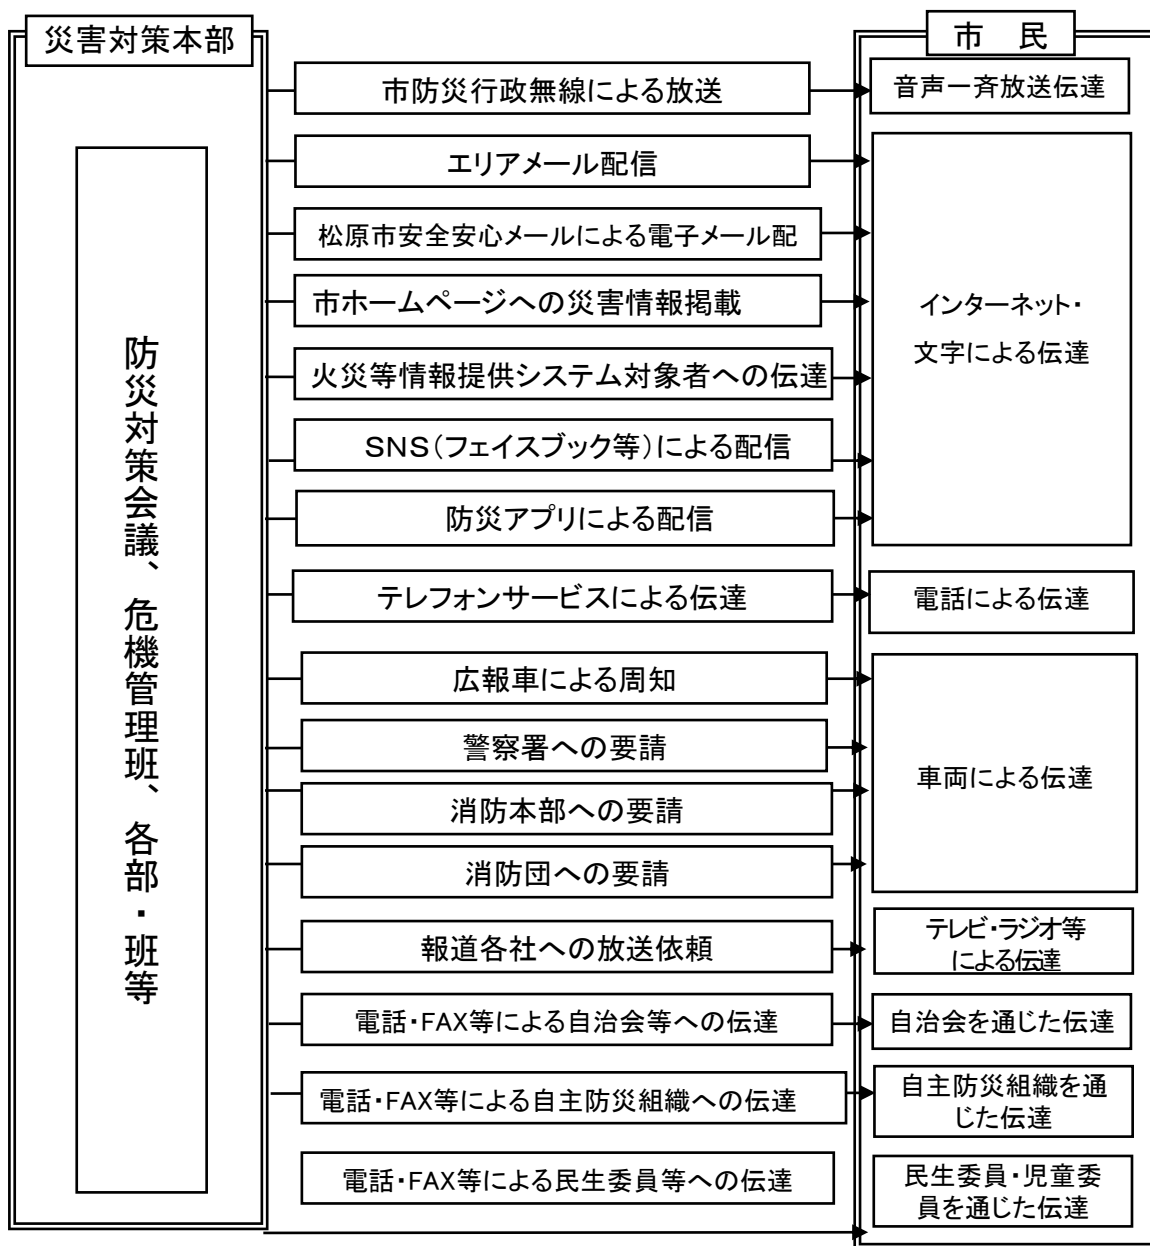 災害対策本部
市　民
防災対策会議、危機管理班、各部・班等
市防災行政無線による放送
音声一斉放送伝達
エリアメール配信
松原市安全安心メールによる電子メール配
市ホームページへの災害情報掲載
火災等情報提供システム対象者への伝達
SNS（フェイスブック等）による配信
防災アプリによる配信
インターネット・
文字による伝達
テレフォンサービスによる伝達
電話による伝達
広報車による周知
警察署への要請
消防本部への要請
消防団への要請
車両による伝達
報道各社への放送依頼
テレビ・ラジオ等
による伝達
電話・FAX等による自治会等への伝達
自治会を通じた伝達
電話・FAX等による自主防災組織への伝達
自主防災組織を通
じた伝達
電話・FAX等による民生委員等への伝達
民生委員・児童委
員を通じた伝達